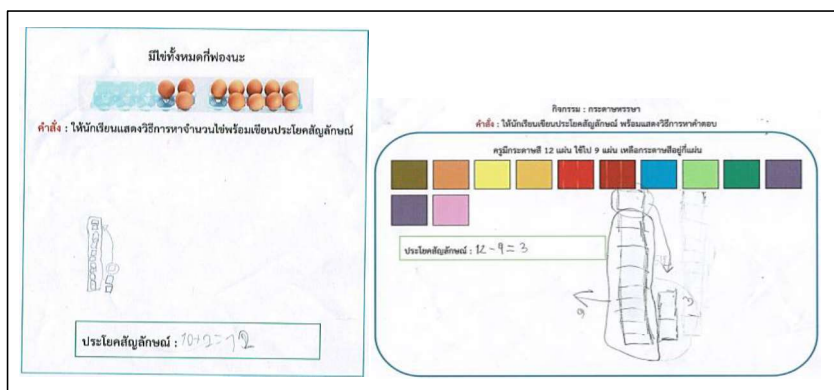 มีไข่ทั้งหมดกี่ฟองนะ
คำสั่ง : ให้นักเรียนแสดงวิธีการหาจำนวนไข่พร้อมเขียนประโยคสัญลักษณ์
ประโยคสัญลักษณ์ : 10+2=12
กิจกรรม : กระดาษหรรษา
คำสั่ง : ให้นักเรียนเขียนประโยคสัญลักษณ์ พร้อมแสดงวิธีการหาคำตอบ
ครูมีกระดาษสี 12 แผ่น ใช้ไป 9 แผ่น เหลือกระดาษสีอยู่กี่แผ่น
ประโยคสัญลักษณ์ : 12-9=3
9
3